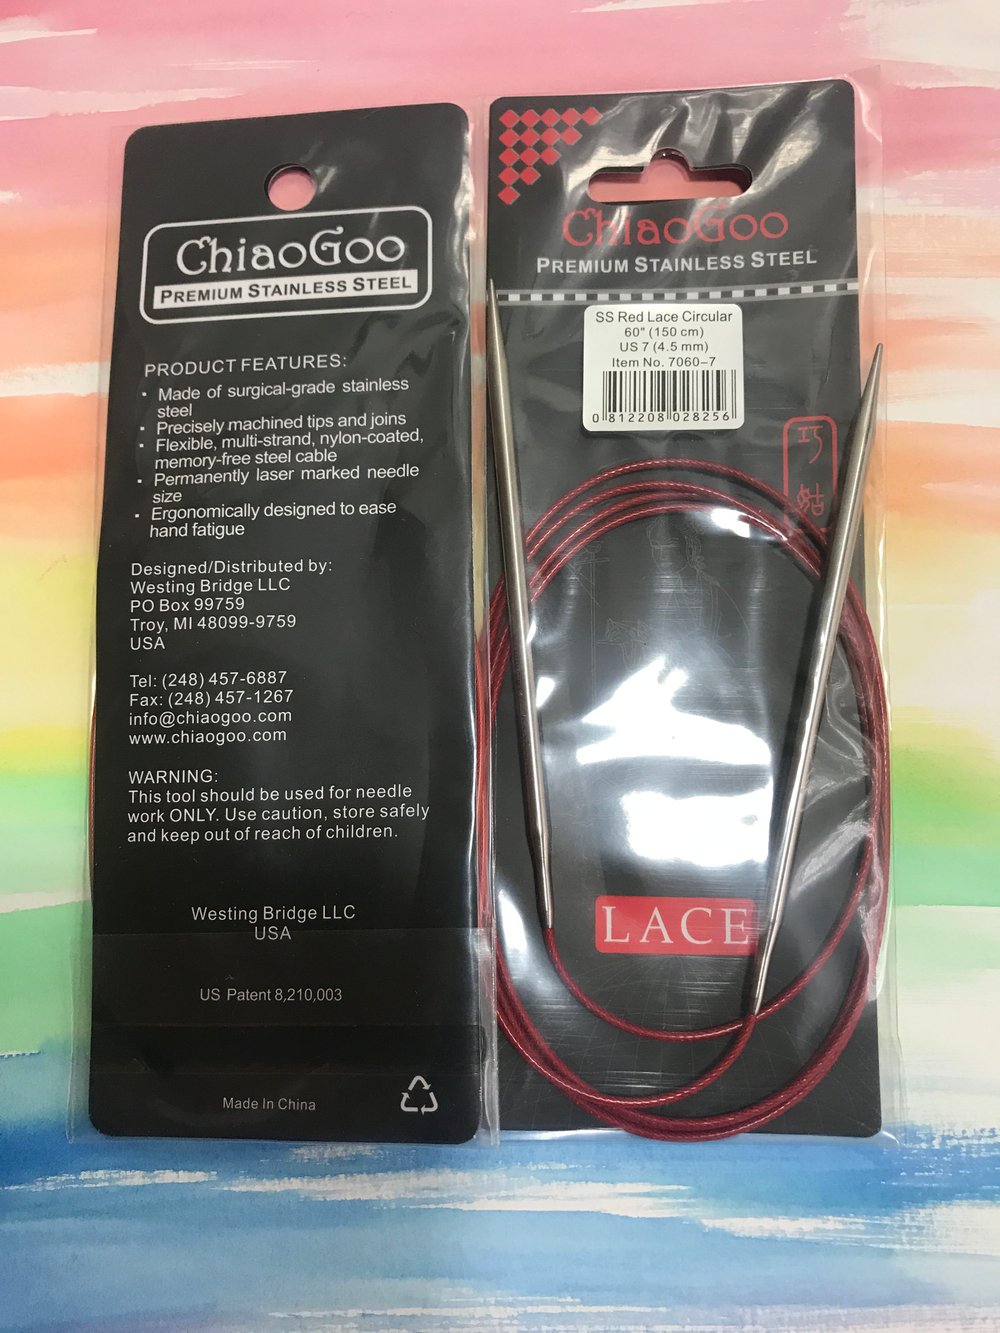 ChiaoGoo
PREMIUM STAINLESS STEEL
PRODUCT FEATURES:
• Made of surgical-grade stainless
steel
• Precisely machined tips and joins
• Flexible, multi-strand, nylon-coated,
memory-free steel cable
• Permanently laser marked needle
size
• Ergonomically designed to ease
hand fatigue
Designed/Distributed by:
Westing Bridge LLC
PO Box 99759
Troy, MI 48099-9759
USA
Tel: (248) 457-6887
Fax: (248) 457-1267
info@chiaogoo.com
www.chiaogoo.com
WARNING:
This tool should be used for needle
work ONLY. Use caution, store safely
and keep out of reach of children.
Westing Bridge LLC
USA
US Patent 8,210,003
Made In China
ChiaoGoo
PREMIUM STAINLESS STEEL
SS Red Lace Circular
60" (150 cm)
US 7 (4.5 mm)
Item No. 7060-7
0 812208 028256
巧
LACE